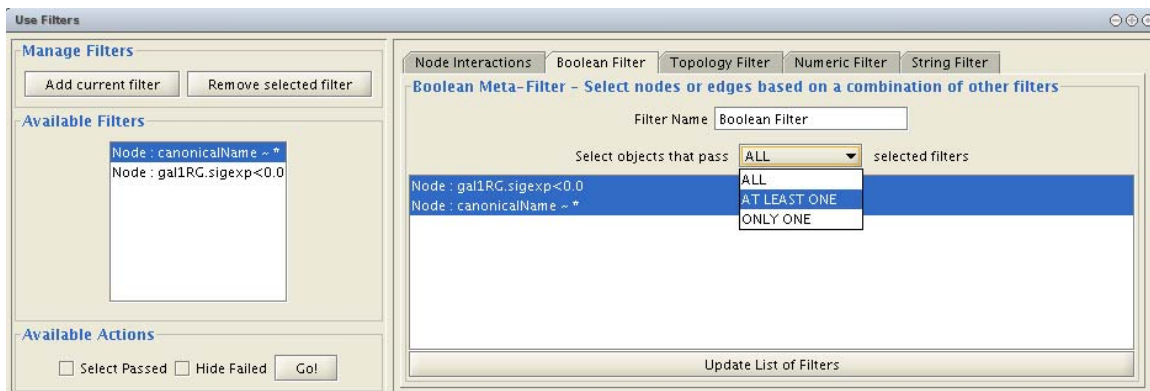 Use Filters
Manage Filters
Add current filter
Remove selected filter
Available Filters
Node : canonicalName ~ *
Node : gal1RG.sigexp<0.0
Available Actions
Select Passed
Hide Failed
Go!
Node Interactions
Boolean Filter
Topology Filter
Numeric Filter
String Filter
Boolean Meta-Filter - Select nodes or edges based on a combination of other filters
Filter Name Boolean Filter
Select objects that pass ALL selected filters
ALL
AT LEAST ONE
ONLY ONE
Node : gal1RG.sigexp<0.0
Node : canonicalName ~ *
Update List of Filters